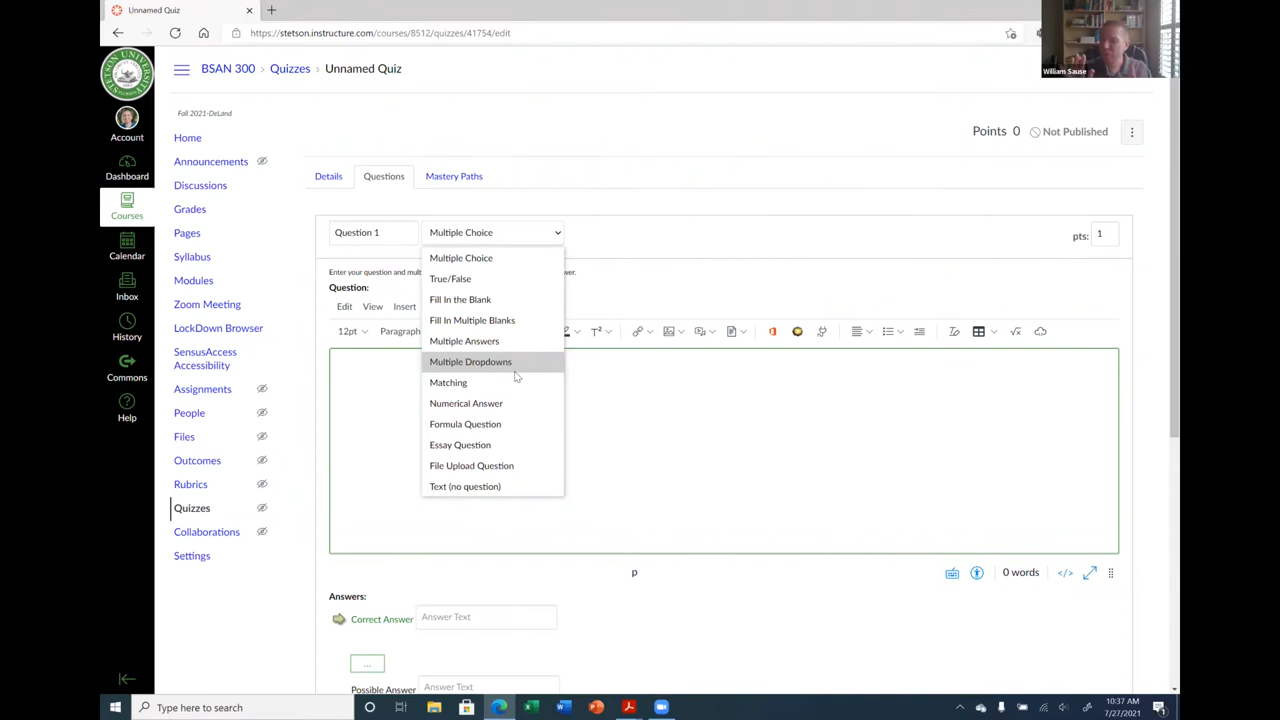 Unnamed Quiz
https://stetson.instructure.com/courses/8512/quizzes/41754/edit
William Sause
STETSON UNIVERSITY
BSAN 300 > Quizzes > Unnamed Quiz
Fall 2021-DeLand
Account
Dashboard
Courses
Calendar
Inbox
History
Commons
Help
Home
Announcements
Discussions
Grades
Pages
Syllabus
Modules
Zoom Meeting
LockDown Browser
SensusAccess
Accessibility
Assignments
People
Files
Outcomes
Rubrics
Quizzes
Collaborations
Settings
Points 0 Not Published
Details Questions Mastery Paths
Question 1 Multiple Choice pts: 1
Multiple Choice
True/False
Fill In the Blank
Fill In Multiple Blanks
Multiple Answers
Multiple Dropdowns
Matching
Numerical Answer
Formula Question
Essay Question
File Upload Question
Text (no question)
Enter your question and
Question:
Edit View Insert
12pt Paragraph
p
0 words </>
Answers:
Correct Answer Answer Text
...
Possible Answer Answer Text
Type here to search
10:37 AM
7/27/2021